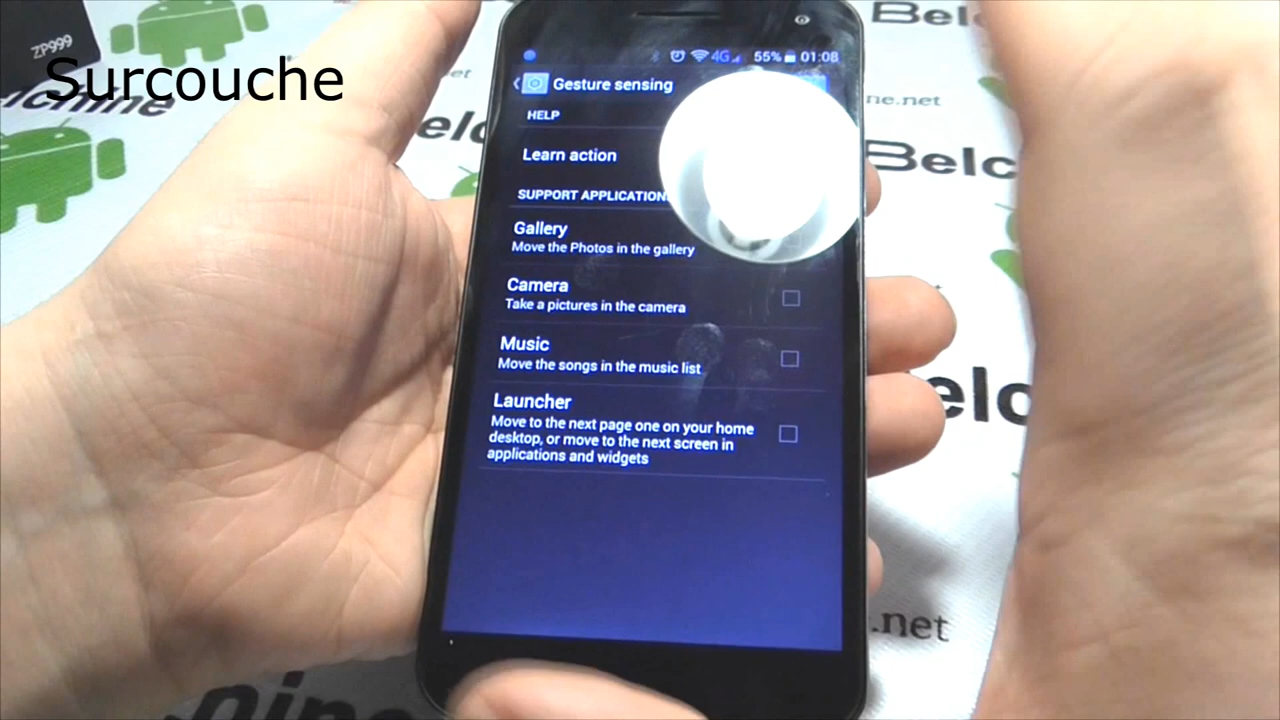 ZP999
Surcouche
4G 55% 01:08
Gesture sensing
HELP
Learn action
SUPPORT APPLICATION
Gallery
Move the Photos in the gallery
Camera
Take a pictures in the camera
Music
Move the songs in the music list
Launcher
Move to the next page one on your home
desktop, or move to the next screen in
applications and widgets
ne.net
Belc
elc
.net